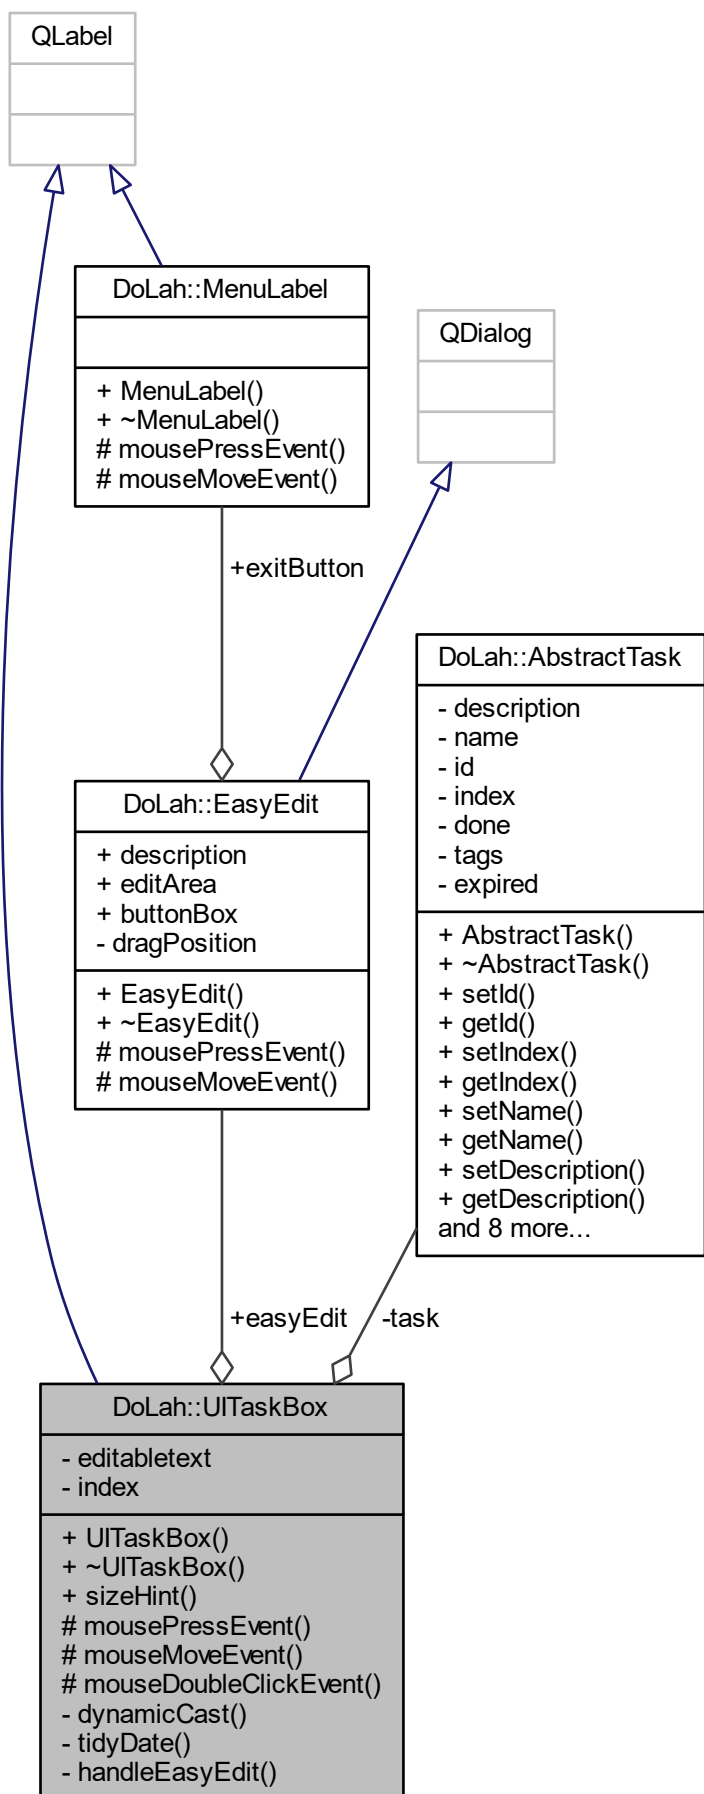 QLabel
DoLah::MenuLabel
+ MenuLabel()
+ ~MenuLabel()
# mousePressEvent()
# mouseMoveEvent()
QDialog
+exitButton
DoLah::AbstractTask
- description
- name
- id
- index
- done
- tags
- expired
+ AbstractTask()
+ ~AbstractTask()
+ setId()
+ getId()
+ setIndex()
+ getIndex()
+ setName()
+ getName()
+ setDescription()
+ getDescription()
and 8 more...
DoLah::EasyEdit
+ description
+ editArea
+ buttonBox
- dragPosition
+ EasyEdit()
+ ~EasyEdit()
# mousePressEvent()
# mouseMoveEvent()
+easyEdit
-task
DoLah::UITaskBox
- editabletext
- index
+ UITaskBox()
+ ~UITaskBox()
+ sizeHint()
# mousePressEvent()
# mouseMoveEvent()
# mouseDoubleClickEvent()
- dynamicCast()
- tidyDate()
- handleEasyEdit()